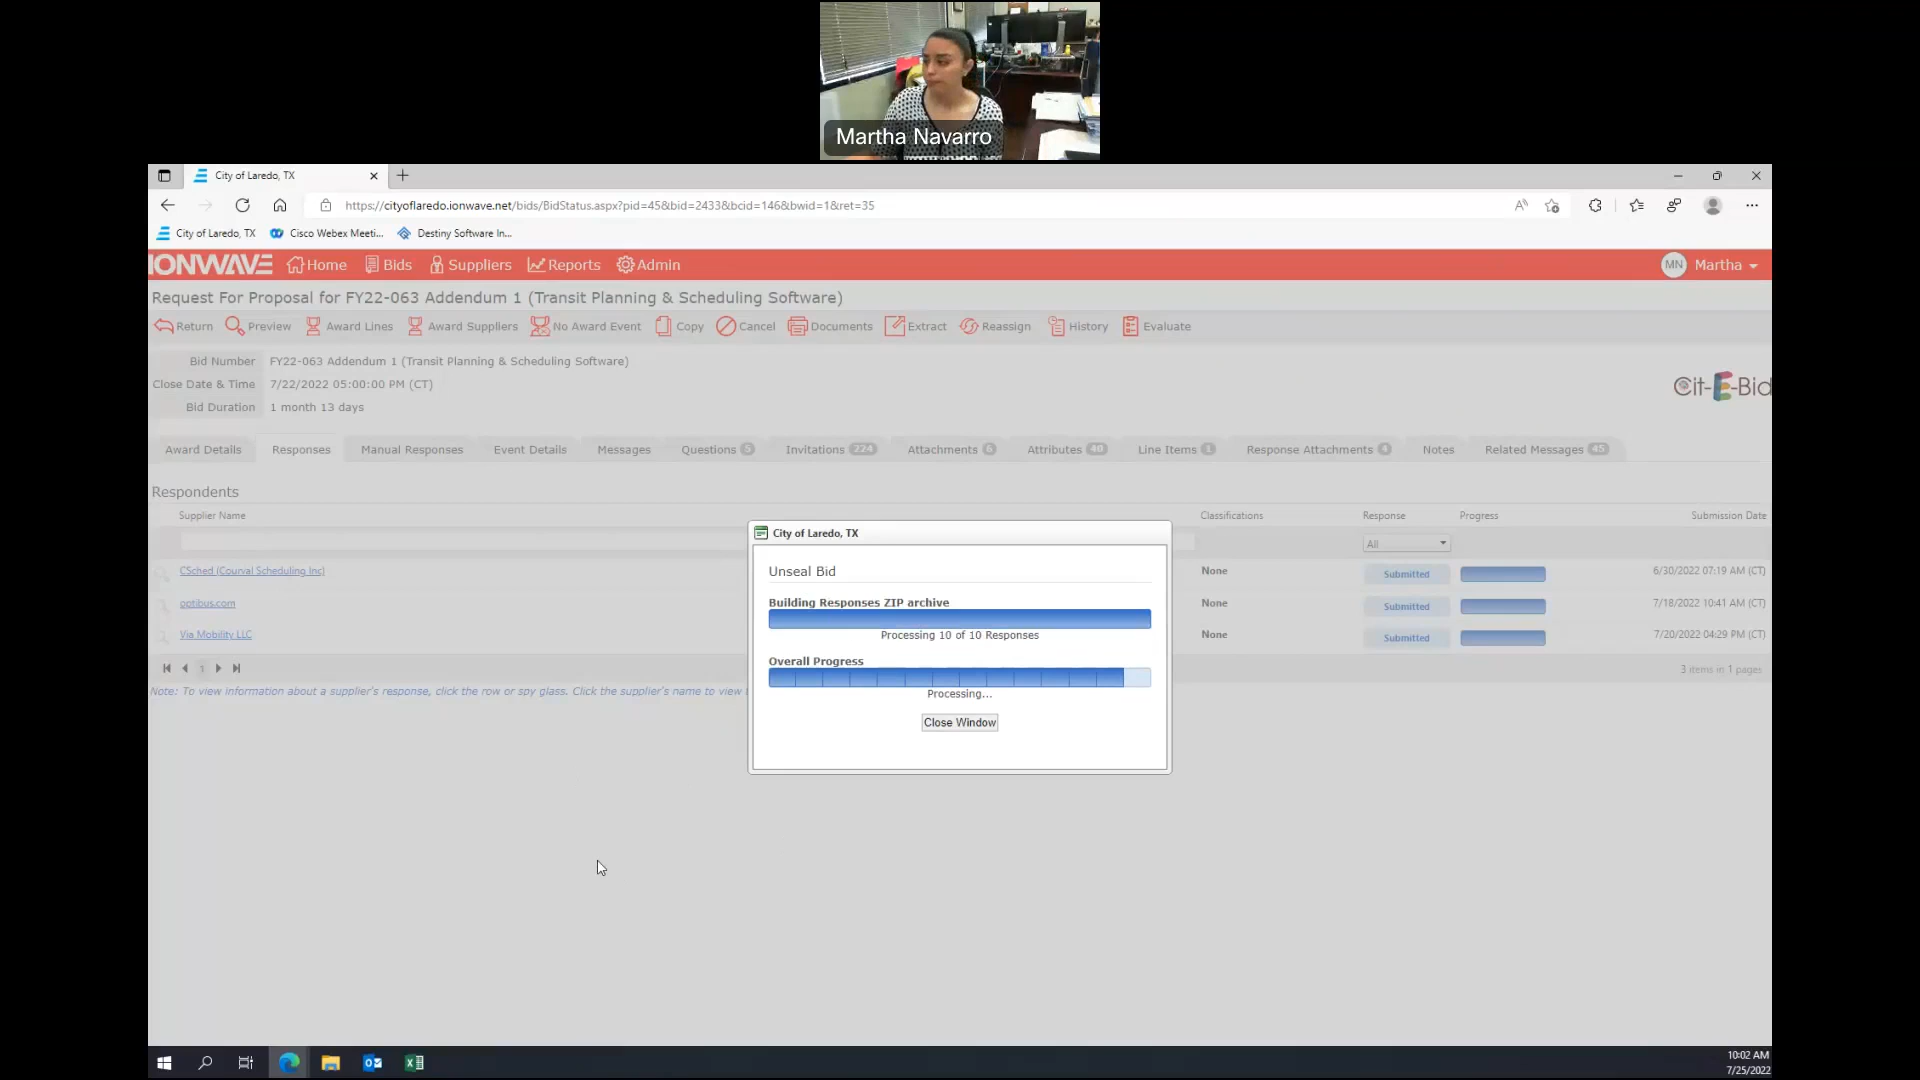 Martha Navarro
City of Laredo, TX
https://cityoflaredo.ionwave.net/bids/BidStatus.aspx?pid=45&bid=2433&bcid=146&bwid=1&ret=35
City of Laredo, TX Cisco Webex Meeti... Destiny Software In...
IONWAVE Home Bids Suppliers Reports Admin MN Martha
Request For Proposal for FY22-063 Addendum 1 (Transit Planning & Scheduling Software)
Return Preview Award Lines Award Suppliers No Award Event Copy Cancel Documents Extract Reassign History Evaluate
Bid Number FY22-063 Addendum 1 (Transit Planning & Scheduling Software)
Close Date & Time 7/22/2022 05:00:00 PM (CT)
Cit-E-Bid
Bid Duration 1 month 13 days
Award Details Responses Manual Responses Event Details Messages Questions 5 Invitations 224 Attachments 6 Attributes 40 Line Items 1 Response Attachments 4 Notes Related Messages 45
Respondents
Supplier Name Classifications Response Progress Submission Date
All
CSched (Courval Scheduling Inc) None Submitted 6/30/2022 07:19 AM (CT)
optibus.com None Submitted 7/18/2022 10:41 AM (CT)
Via Mobility LLC None Submitted 7/20/2022 04:29 PM (CT)
1 3 items in 1 pages
Note: To view information about a supplier's response, click the row or spy glass. Click the supplier's name to view
City of Laredo, TX
Unseal Bid
Building Responses ZIP archive
Processing 10 of 10 Responses
Overall Progress
Processing...
Close Window
10:02 AM
7/25/2022